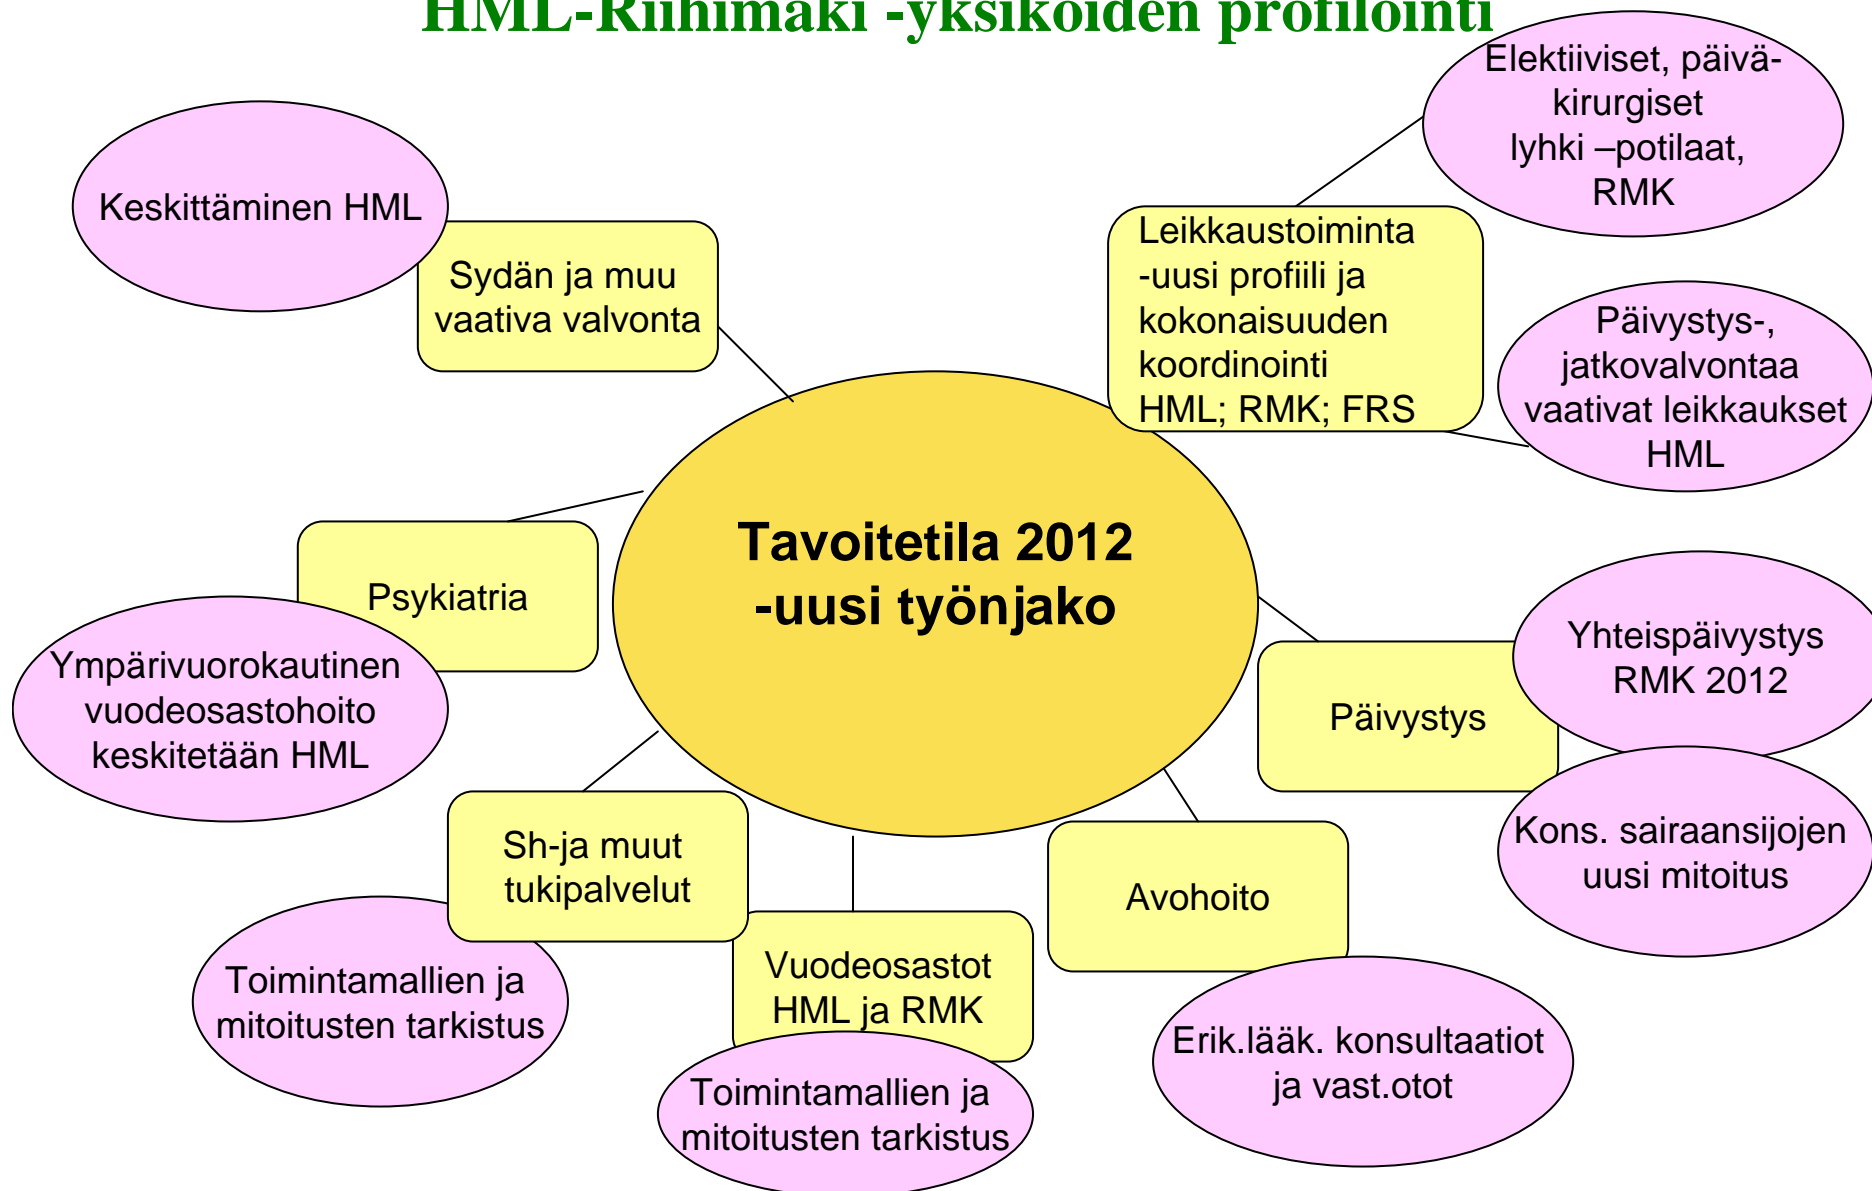 HML-Riihimäki -yksiköiden profilointi
Elektiiviset, päivä-
kirurgiset
lyhki –potilaat,
RMK
Keskittäminen HML
Sydän ja muu
vaativa valvonta
Leikkaustoiminta
-uusi profiili ja
kokonaisuuden
koordinointi
HML; RMK; FRS
Päivystys-,
jatkovalvontaa
vaativat leikkaukset
HML
Tavoitetila 2012
-uusi työnjako
Psykiatria
Ympärivuorokautinen
vuodeosastohoito
keskitetään HML
Yhteispäivystys
RMK 2012
Päivystys
Kons. sairaansijojen
uusi mitoitus
Sh-ja muut
tukipalvelut
Toimintamallien ja
mitoitusten tarkistus
Vuodeosastot
HML ja RMK
Toimintamallien ja
mitoitusten tarkistus
Avohoito
Erik.lääk. konsultaatiot
ja vast.otot